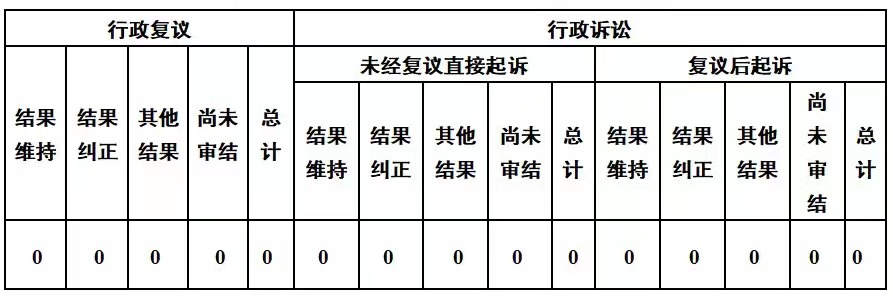 行政复议 行政诉讼
未经复议直接起诉 复议后起诉
结果维持 结果纠正 其他结果 尚未审结 总计 结果维持 结果纠正 其他结果 尚未审结 总计 结果维持 结果纠正 其他结果 尚未审结 总计
0 0 0 0 0 0 0 0 0 0 0 0 0 0 0